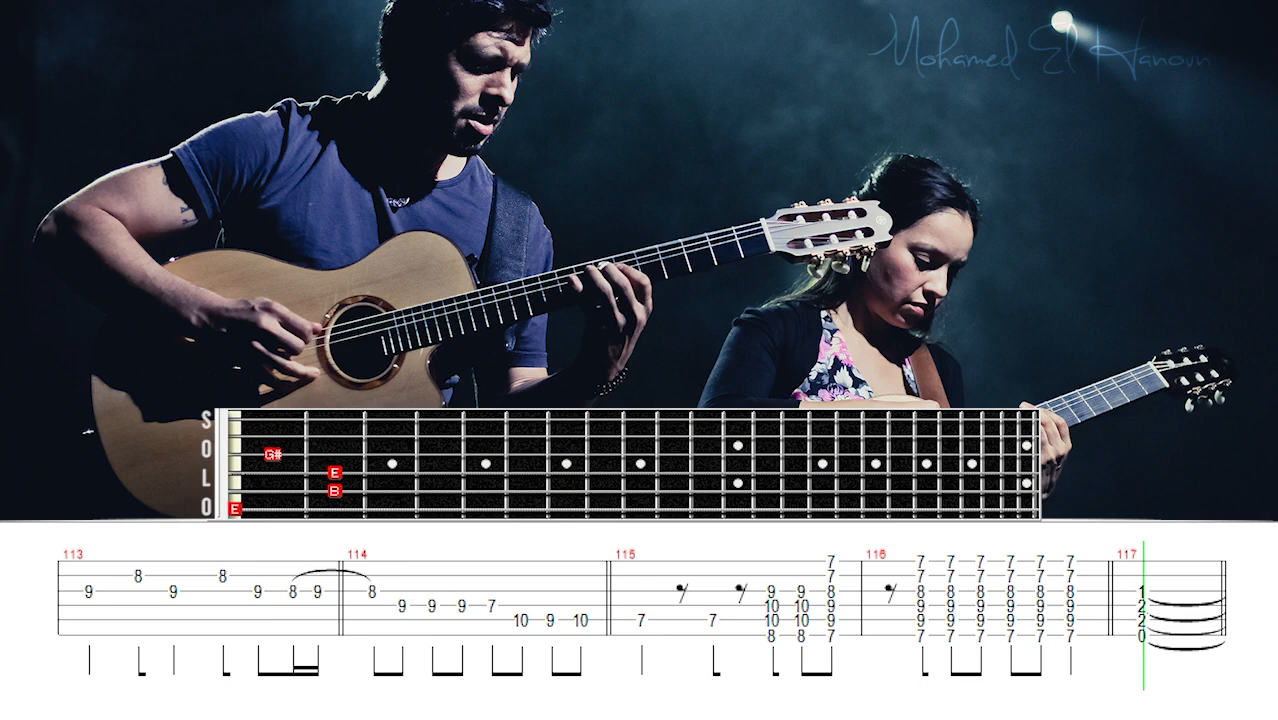 Mohamed El Hanoun
SOLO
G#
E
B
E
113 114 115 116 117
7 7 7 7 7 7 7
8 8 7 7 7 7 7 7 7
9 9 9 8 9 8 9 9 8 8 8 8 8 8 8 1
9 9 9 7 10 10 9 9 9 9 9 9 9 2
10 9 10 7 7 10 10 9 9 9 9 9 9 9 2
8 8 7 7 7 7 7 7 7 0